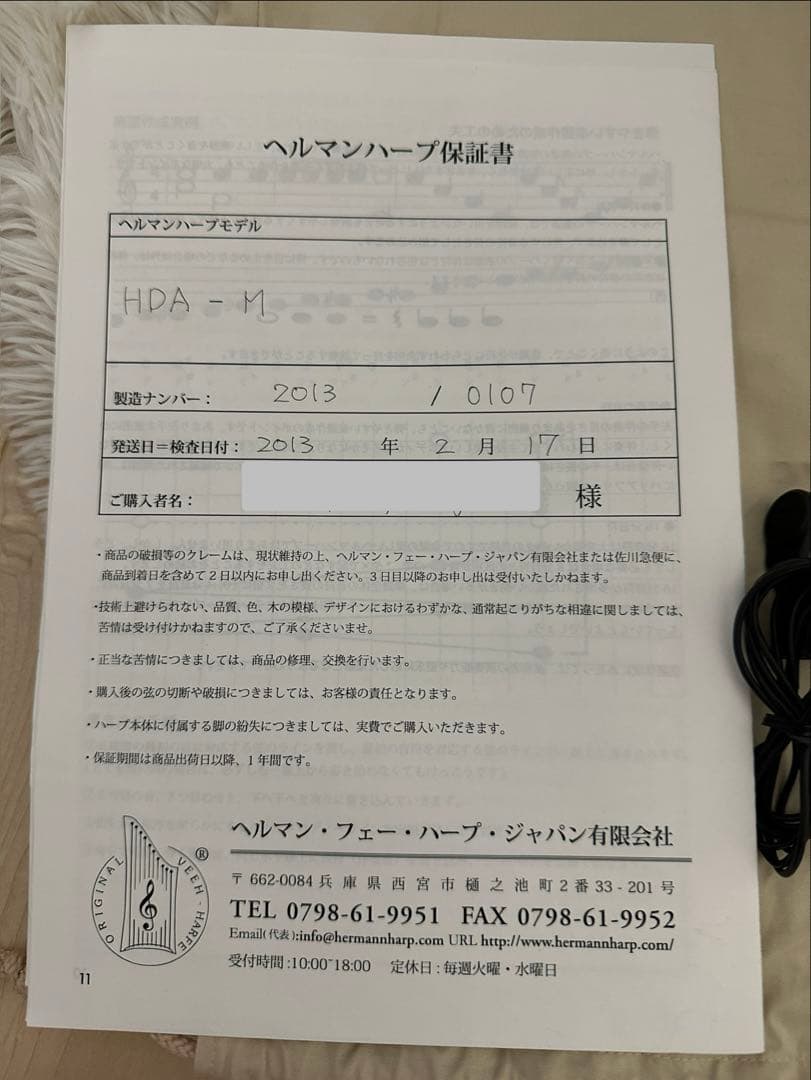 ヘルマンハープ保証書
ヘルマンハープモデル
HDA - M
製造ナンバー： 2013 / 0107
発送日＝検査日付： 2013 年 2 月 17 日
ご購入者名： 様
・商品の破損等のクレームは、現状維持の上、ヘルマン・フェー・ハープ・ジャパン有限会社または佐川急便に、
商品到着日を含めて２日以内にお申し出ください。３日目以降のお申し出は受付いたしかねます。
・技術上避けられない、品質、色、木の模様、デザインにおけるわずかな、通常起こりがちな相違に関しましては、
苦情は受け付けかねますので、ご了承くださいませ。
・正当な苦情につきましては、商品の修理、交換を行います。
・購入後の弦の切断や破損につきましては、お客様の責任となります。
・ハープ本体に付属する脚の紛失につきましては、実費でご購入いただきます。
・保証期間は商品出荷日以降、１年間です。
ORIGINAL VEEH-HARFE ®
ヘルマン・フェー・ハープ・ジャパン有限会社
〒 662-0084 兵庫県西宮市樋之池町 2 番 33 - 201 号
TEL 0798-61-9951 FAX 0798-61-9952
Email(代表):info@hermannharp.com URL http://www.hermannharp.com/
受付時間 :10:00~18:00 定休日 : 毎週火曜・水曜日
11